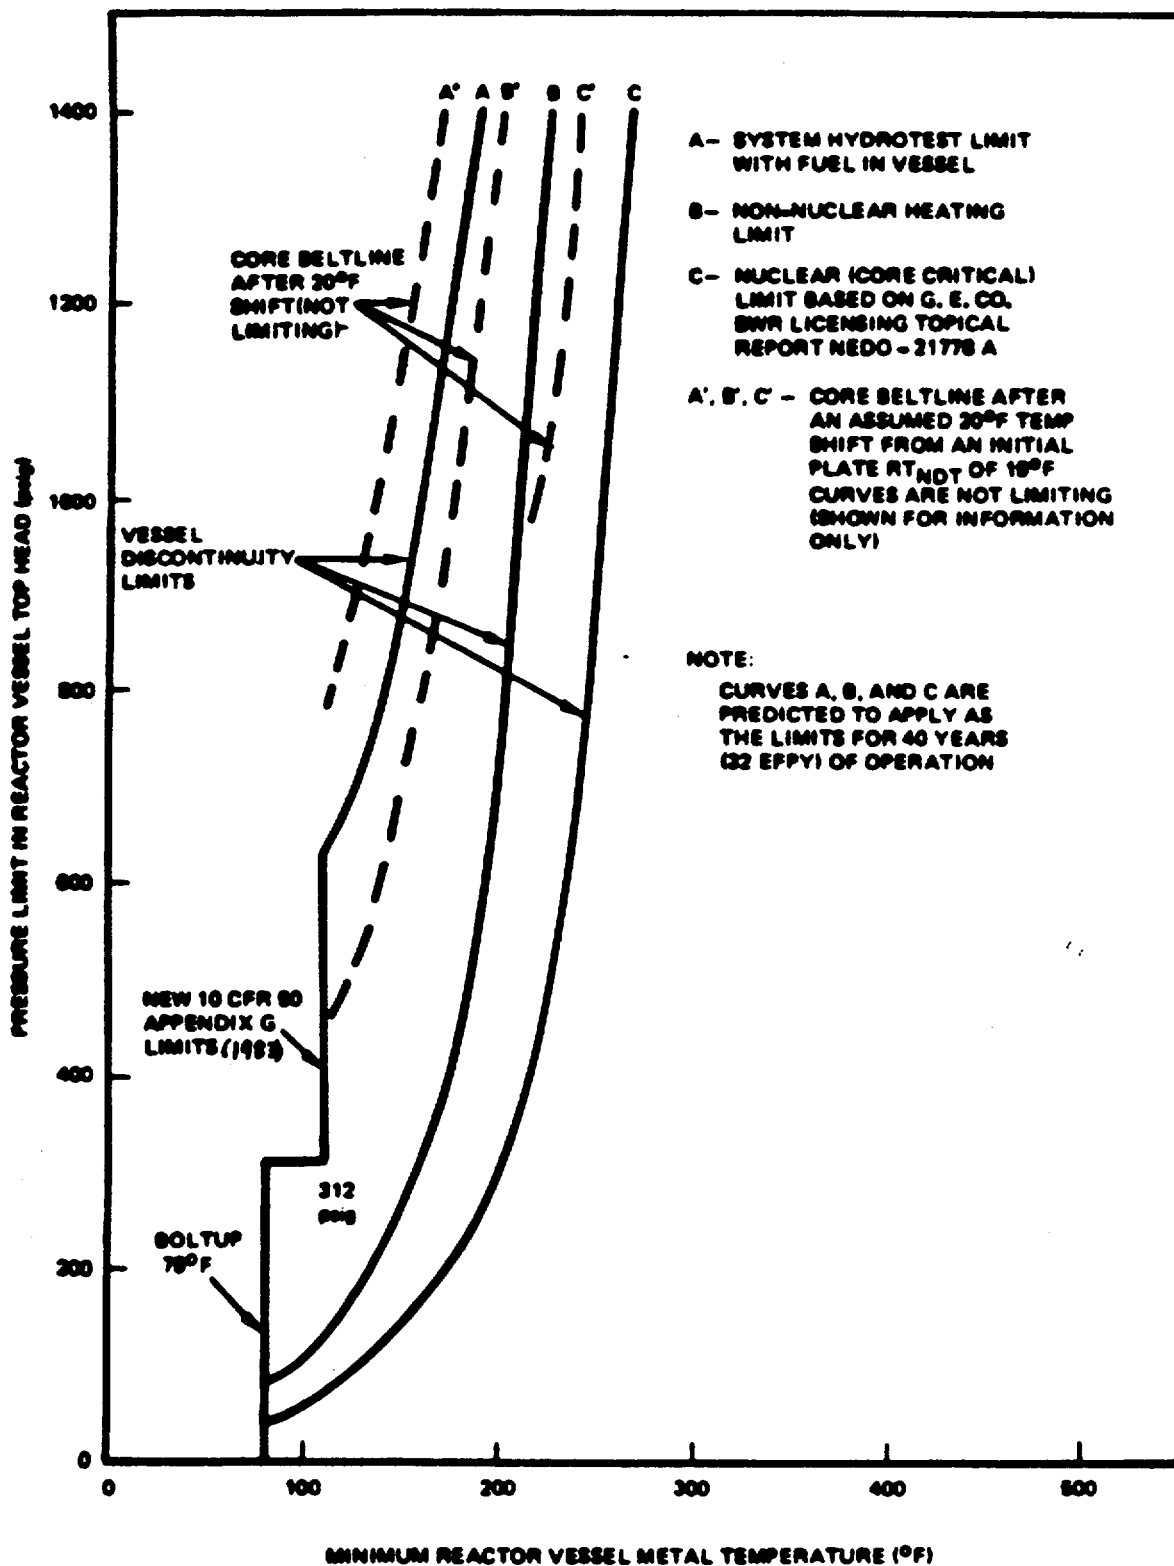 A' A B' B C' C
1400
1200
1000
800
600
400
200
0
PRESSURE LIMIT IN REACTOR VESSEL TOP HEAD (psig)
A – SYSTEM HYDROTEST LIMIT
WITH FUEL IN VESSEL
B – NON-NUCLEAR HEATING
LIMIT
C – NUCLEAR (CORE CRITICAL)
LIMIT BASED ON G. E. CO.
BWR LICENSING TOPICAL
REPORT NEDO – 21778 A
A', B', C' – CORE BELTLINE AFTER
AN ASSUMED 20°F TEMP
SHIFT FROM AN INITIAL
PLATE RTNDT OF
CURVES ARE NOT LIMITING
(SHOWN FOR INFORMATION
ONLY)
NOTE:
CURVES A, B, AND C ARE
PREDICTED TO APPLY AS
THE LIMITS FOR 40 YEARS
(32 EFPY) OF OPERATION
CORE BELTLINE
AFTER 20°F
SHIFT (NOT
LIMITING)
VESSEL
DISCONTINUITY
LIMITS
NEW 10 CFR 50
APPENDIX G
LIMITS (1983)
312
psig
BOLTUP
0 100 200 300 400 500
MINIMUM REACTOR VESSEL METAL TEMPERATURE (°F)